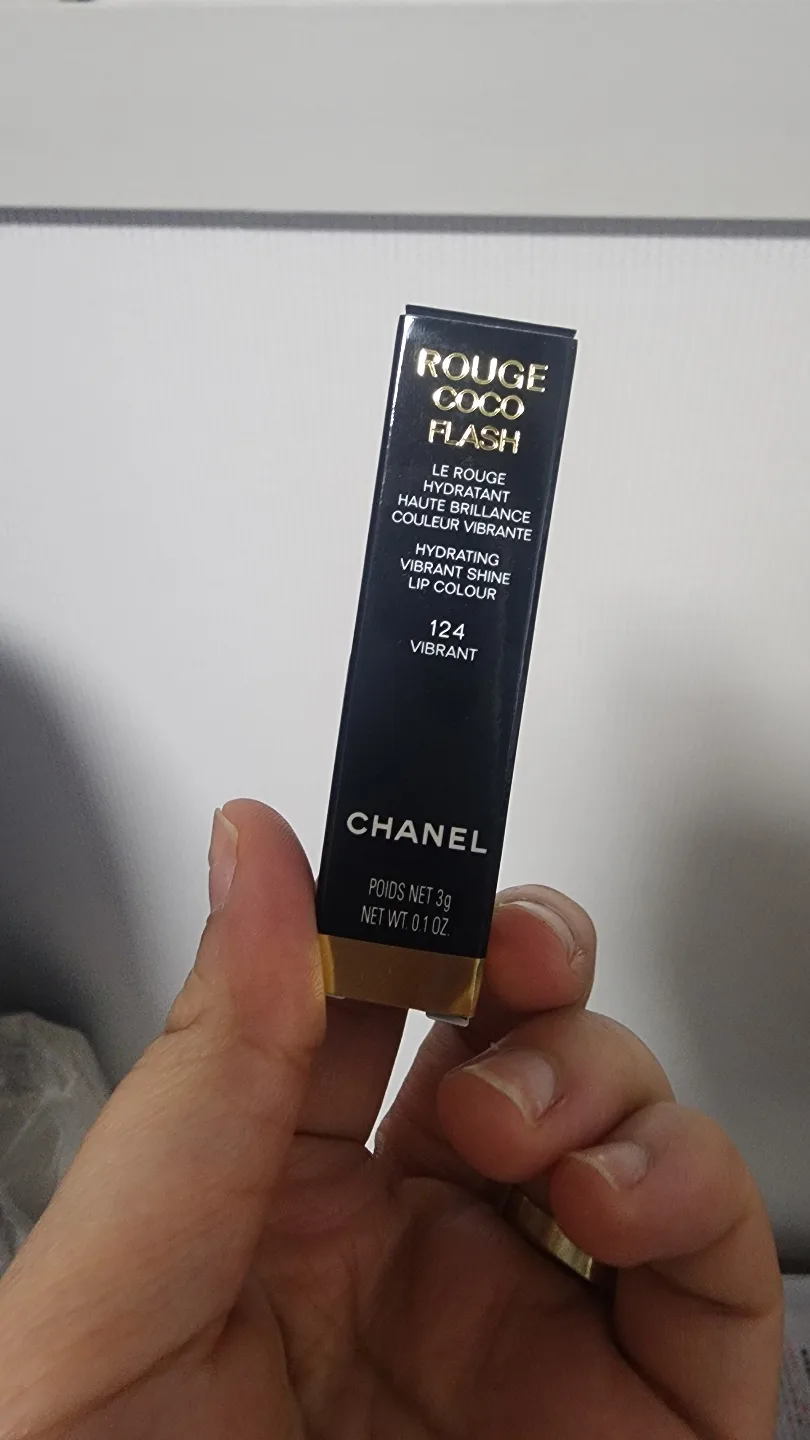 ROUGE
COCO
FLASH
LE ROUGE
HYDRATANT
HAUTE BRILLANCE
COULEUR VIBRANTE
HYDRATING
VIBRANT SHINE
LIP COLOUR
124
VIBRANT
CHANEL
POIDS NET 3g
NET WT. 0.1 OZ.